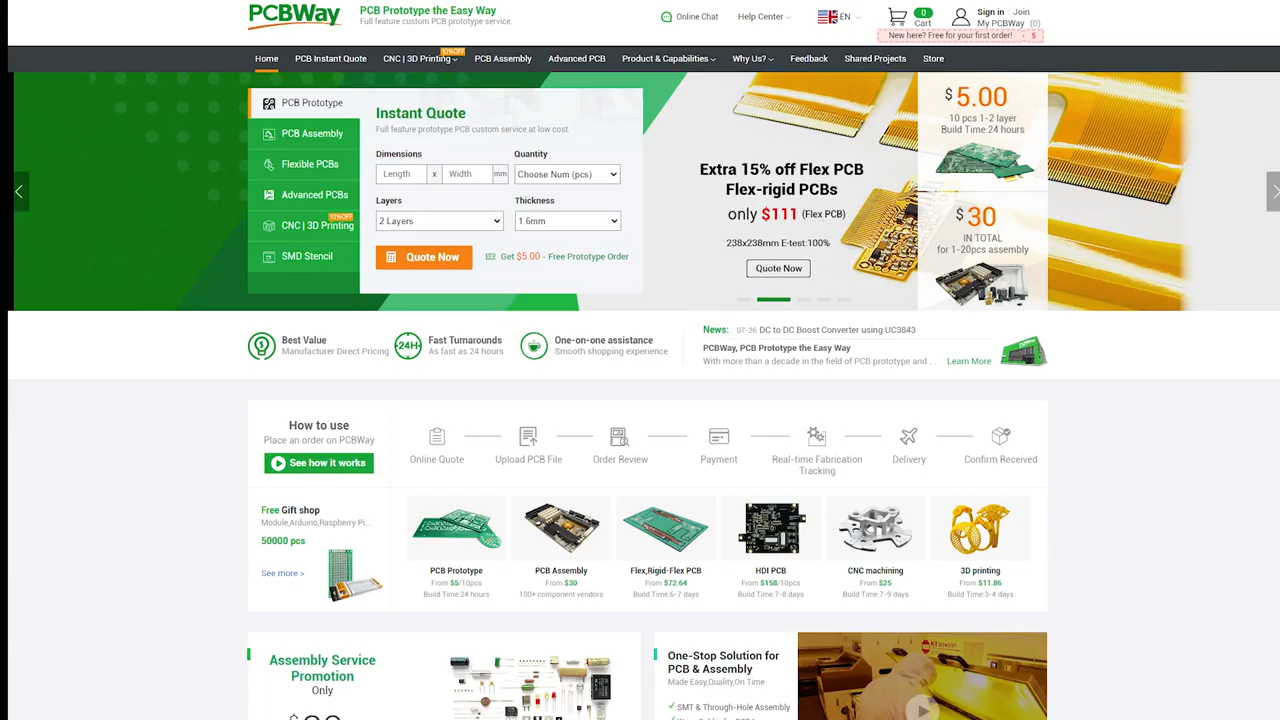 PCBWay
PCB Prototype the Easy Way
Full feature custom PCB prototype service.
Online Chat
Help Center
EN
0
Cart
Sign in
Join
My PCBWay
(0)
New here? Free for your first order!
$
Home
PCB Instant Quote
CNC | 3D Printing
10%OFF
PCB Assembly
Advanced PCB
Product & Capabilities
Why Us?
Feedback
Shared Projects
Store
PCB Prototype
PCB Assembly
Flexible PCBs
Advanced PCBs
10%OFF
CNC | 3D Printing
SMD Stencil
Instant Quote
Full feature prototype PCB custom service at low cost.
Dimensions
Quantity
Length
x
Width
mm
Choose Num (pcs)
Layers
Thickness
2 Layers
1.6mm
Quote Now
Get $5.00 - Free Prototype Order
Extra 15% off Flex PCB
Flex-rigid PCBs
only $111 (Flex PCB)
238x238mm E-test:100%
Quote Now
$5.00
10 pcs 1-2 layer
Build Time:24 hours
$30
IN TOTAL
for 1-20pcs assembly
Best Value
Manufacturer Direct Pricing
24H
Fast Turnarounds
As fast as 24 hours
One-on-one assistance
Smooth shopping experience
News:
07-26 DC to DC Boost Converter using UC3843
PCBWay, PCB Prototype the Easy Way
With more than a decade in the field of PCB prototype and ...
Learn More
PCBWay
How to use
Place an order on PCBWay
See how it works
Online Quote
Upload PCB File
Order Review
Payment
Real-time Fabrication
Tracking
Delivery
Confirm Received
Free Gift shop
Module,Arduino,Raspberry Pi...
50000 pcs
See more >
PCB Prototype
From $5/10pcs
Build Time:24 hours
PCB Assembly
From $30
100+ component vendors
Flex,Rigid-Flex PCB
From $72.64
Build Time:6-7 days
HDI PCB
From $158/10pcs
Build Time:7-8 days
CNC machining
From $25
Build Time:7-9 days
3D printing
From $11.86
Build Time:3-4 days
Assembly Service
Promotion
Only
One-Stop Solution for
PCB & Assembly
Made Easy,Quality,On Time
SMT & Through-Hole Assembly